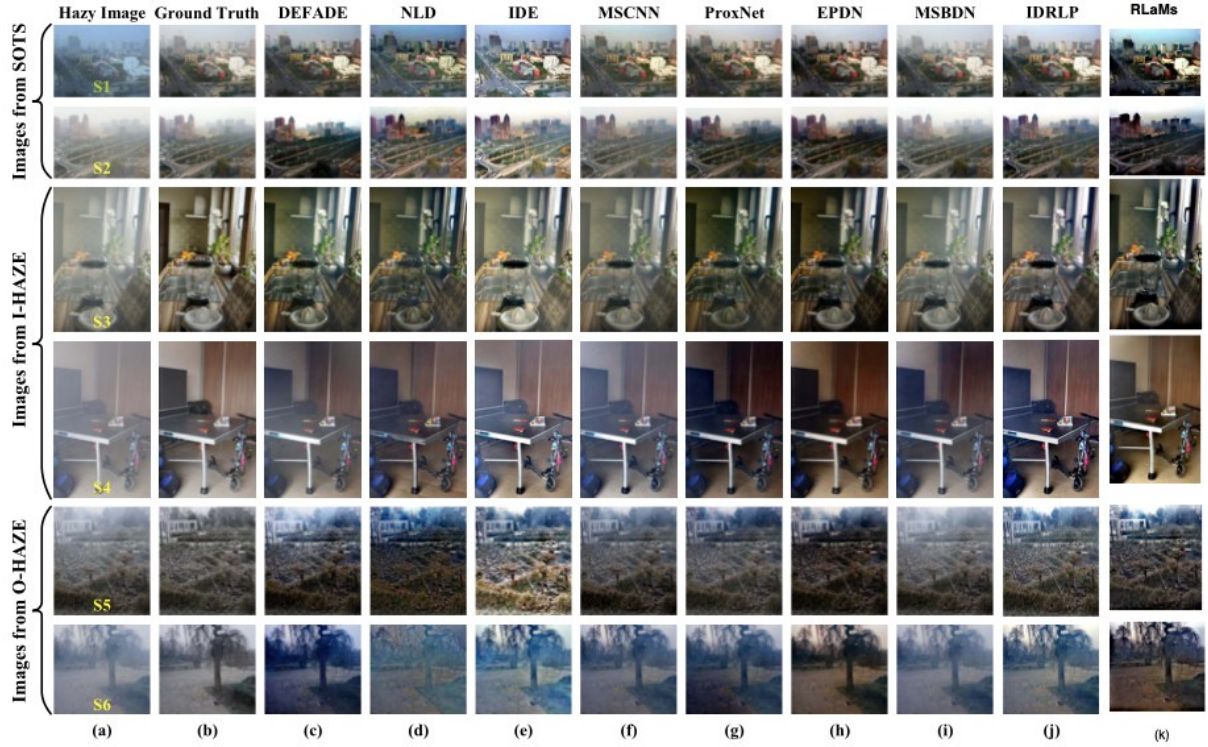 Hazy Image Ground Truth DEFADE NLD IDE MSCNN ProxNet EPDN MSBDN IDRLP RLaMs
Images from SOTS
S1
S2
Images from I-HAZE
S3
S4
Images from O-HAZE
S5
S6
(a) (b) (c) (d) (e) (f) (g) (h) (i) (j) (k)